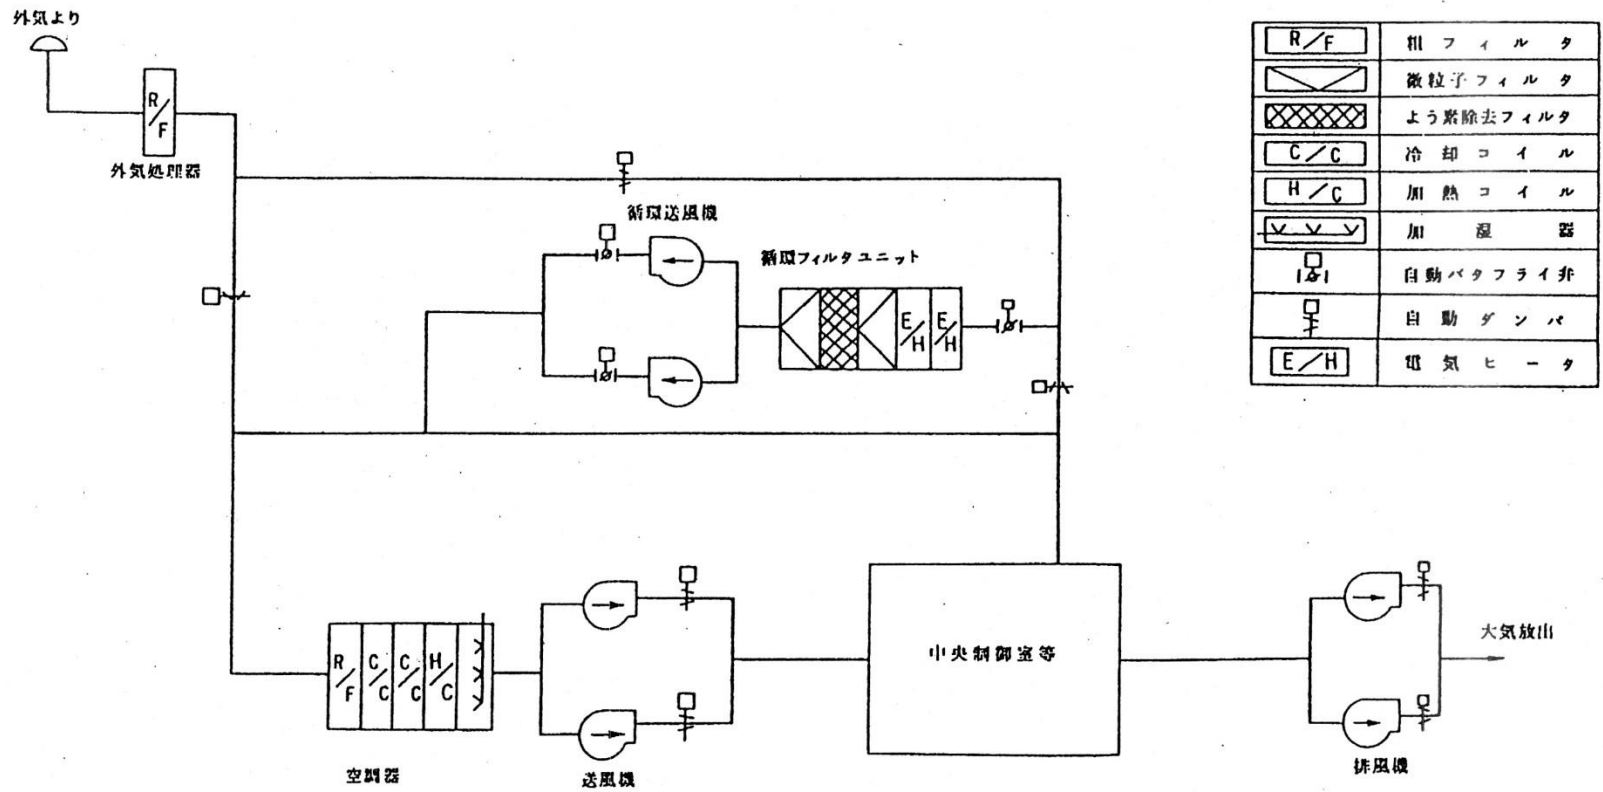 外気より
R/F
外気処理器
循環送風機
循環フィルタユニット
E/H
E/H
R/F
C/C
C/C
H/C
空調器
送風機
中央制御室等
排風機
大気放出
R/F 粗フィルタ
微粒子フィルタ
よう素除去フィルタ
C/C 冷却コイル
H/C 加熱コイル
加湿器
自動バタフライ弁
自動ダンパ
E/H 電気ヒータ